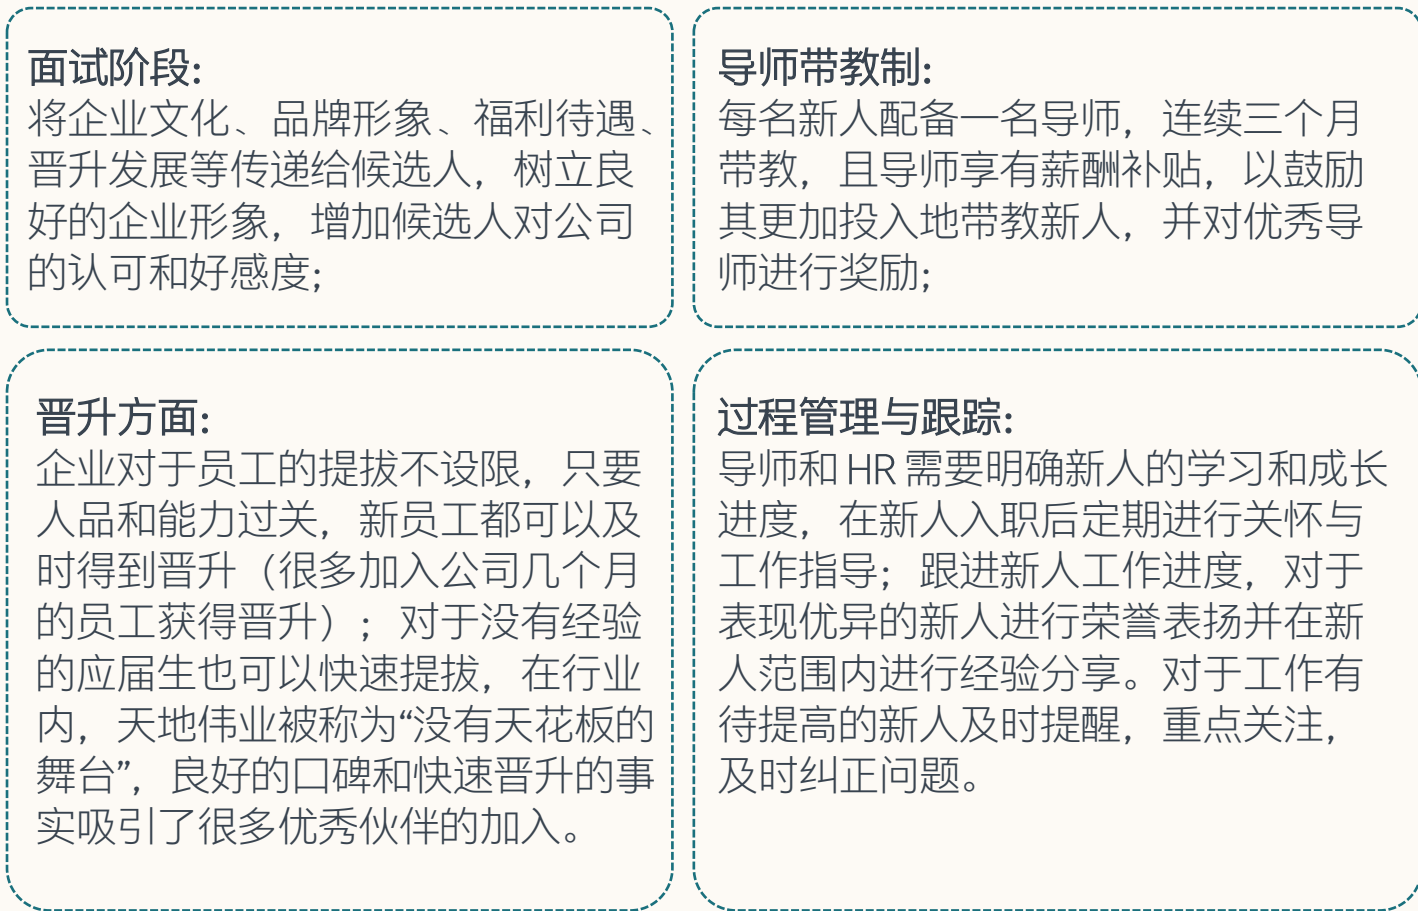 面试阶段:
将企业文化、品牌形象、福利待遇、
晋升发展等传递给候选人，树立良
好的企业形象，增加候选人对公司
的认可和好感度;
导师带教制:
每名新人配备一名导师，连续三个月
带教，且导师享有薪酬补贴，以鼓励
其更加投入地带教新人，并对优秀导
师进行奖励;
晋升方面:
企业对于员工的提拔不设限，只要
人品和能力过关，新员工都可以及
时得到晋升（很多加入公司几个月
的员工获得晋升）；对于没有经验
的应届生也可以快速提拔，在行业
内，天地伟业被称为“没有天花板的
舞台”，良好的口碑和快速晋升的事
实吸引了很多优秀伙伴的加入。
过程管理与跟踪:
导师和 HR 需要明确新人的学习和成长
进度，在新人入职后定期进行关怀与
工作指导；跟进新人工作进度，对于
表现优异的新人进行荣誉表扬并在新
人范围内进行经验分享。对于工作有
待提高的新人及时提醒，重点关注，
及时纠正问题。